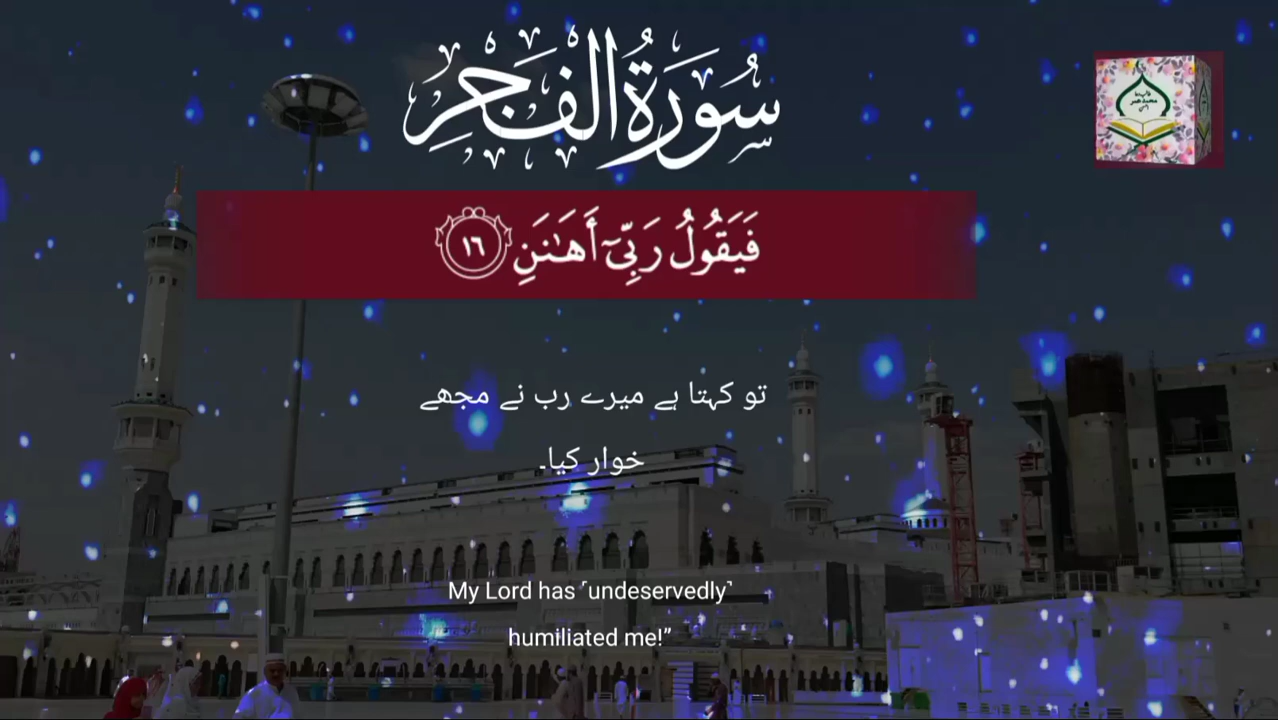 سُورَةُ الفَجۡرِ
فَيَقُولُ رَبِّيٓ أَهَٰنَنِ ١٦
تو کہتا ہے میرے رب نے مجھے
خوار کیا۔
My Lord has ˹undeservedly˺
humiliated me!”